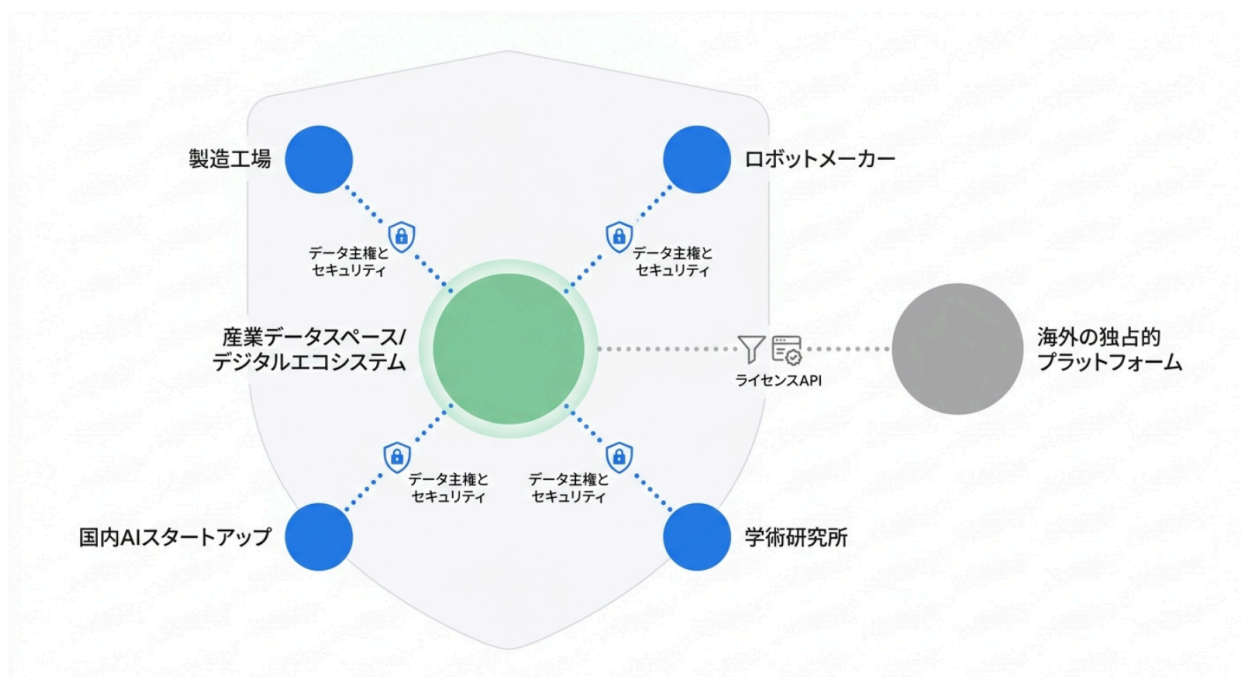 製造工場
ロボットメーカー
データ主権と
セキュリティ
データ主権と
セキュリティ
産業データスペース/
デジタルエコシステム
ライセンスAPI
海外の独占的
プラットフォーム
データ主権と
セキュリティ
データ主権と
セキュリティ
国内AIスタートアップ
学術研究所